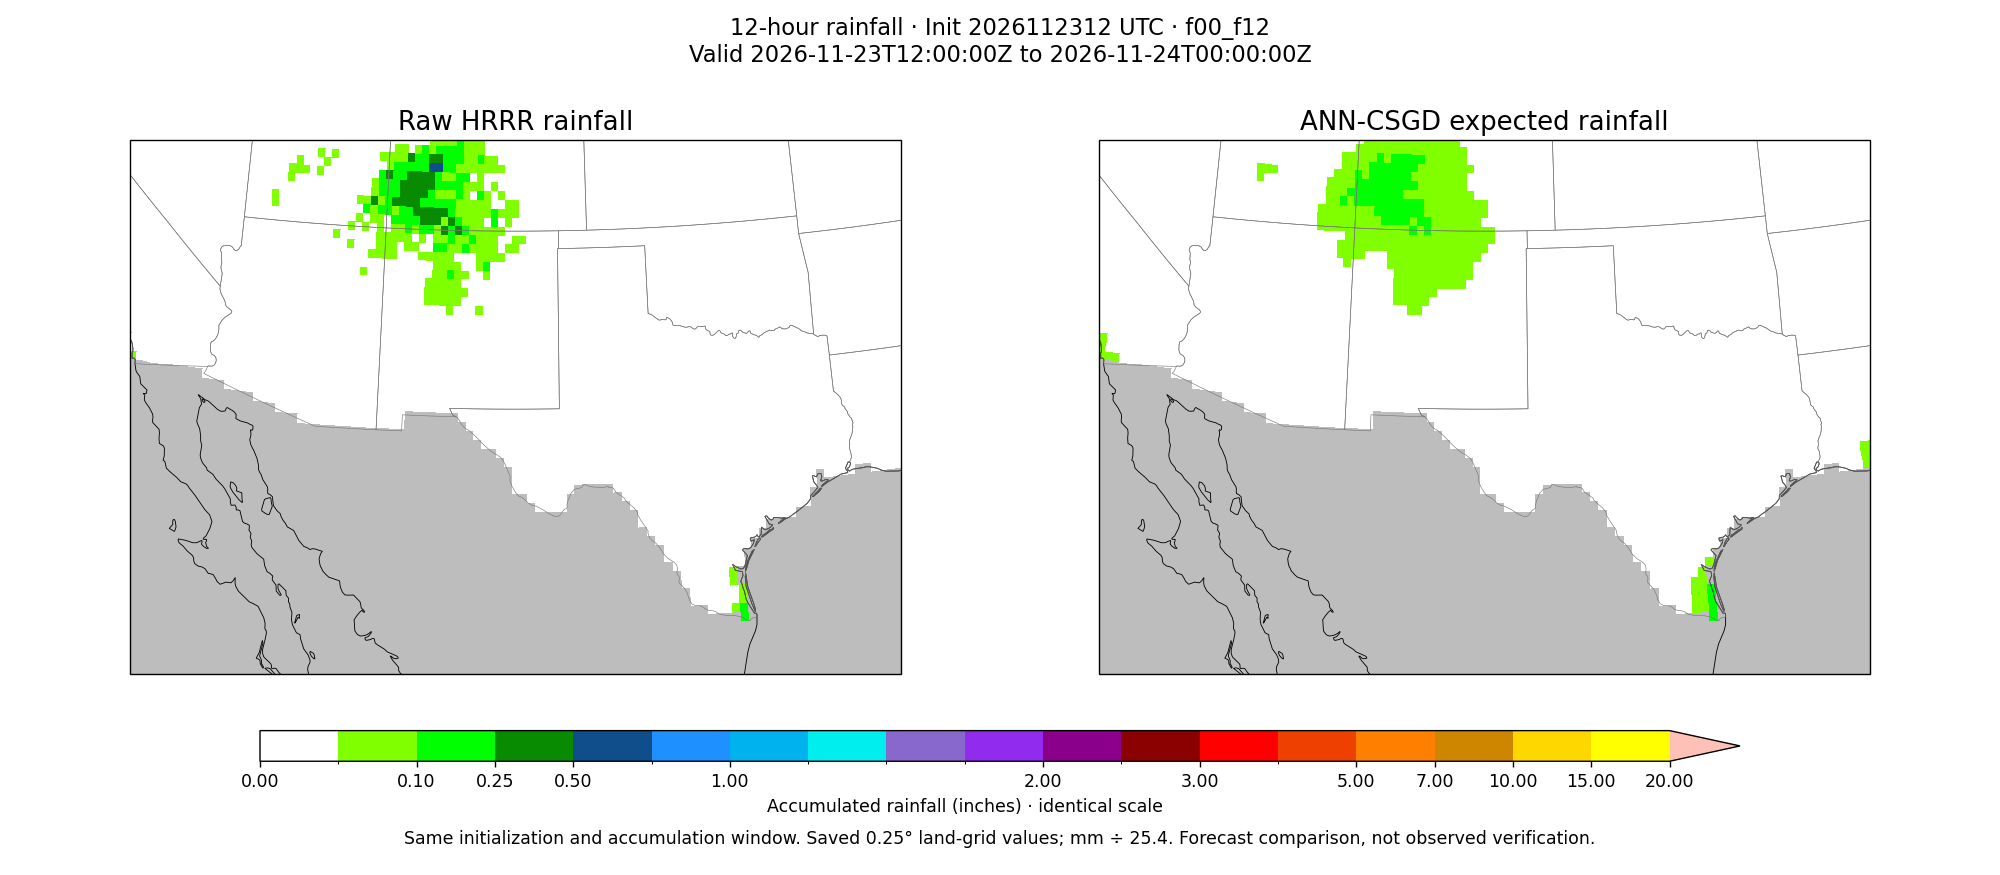 12-hour rainfall · Init 2026112312 UTC · f00_f12
Valid 2026-11-23T12:00:00Z to 2026-11-24T00:00:00Z
Raw HRRR rainfall
ANN-CSGD expected rainfall
0.00 0.10 0.25 0.50 1.00 2.00 3.00 5.00 7.00 10.00 15.00 20.00
Accumulated rainfall (inches) · identical scale
Same initialization and accumulation window. Saved 0.25° land-grid values; mm ÷ 25.4. Forecast comparison, not observed verification.